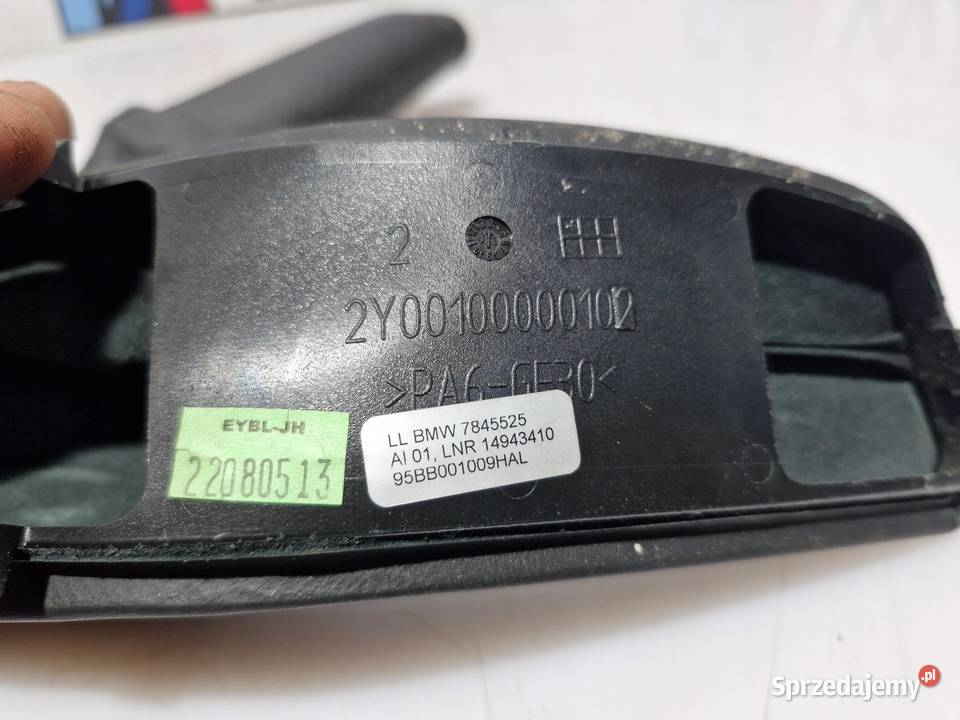 2
2Y00100000102
>PA6-GF30<
EYBL-JH
22080513
LL BMW 7845525
AI 01, LNR 14943410
95BB001009HAL
Sprzedajemy.pl